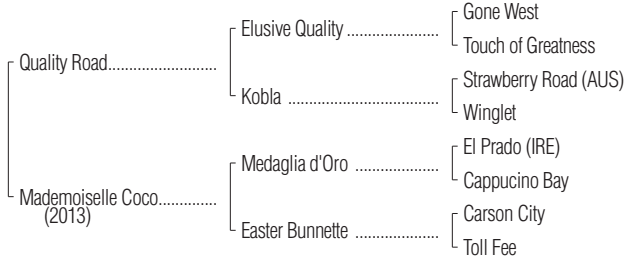 Gone West
Elusive Quality ......................
Touch of Greatness
Quality Road..........................
Strawberry Road (AUS)
Kobla ....................................
Winglet
El Prado (IRE)
Medaglia d'Oro ....................
Cappucino Bay
Mademoiselle Coco..............
(2013)
Carson City
Easter Bunnette ....................
Toll Fee